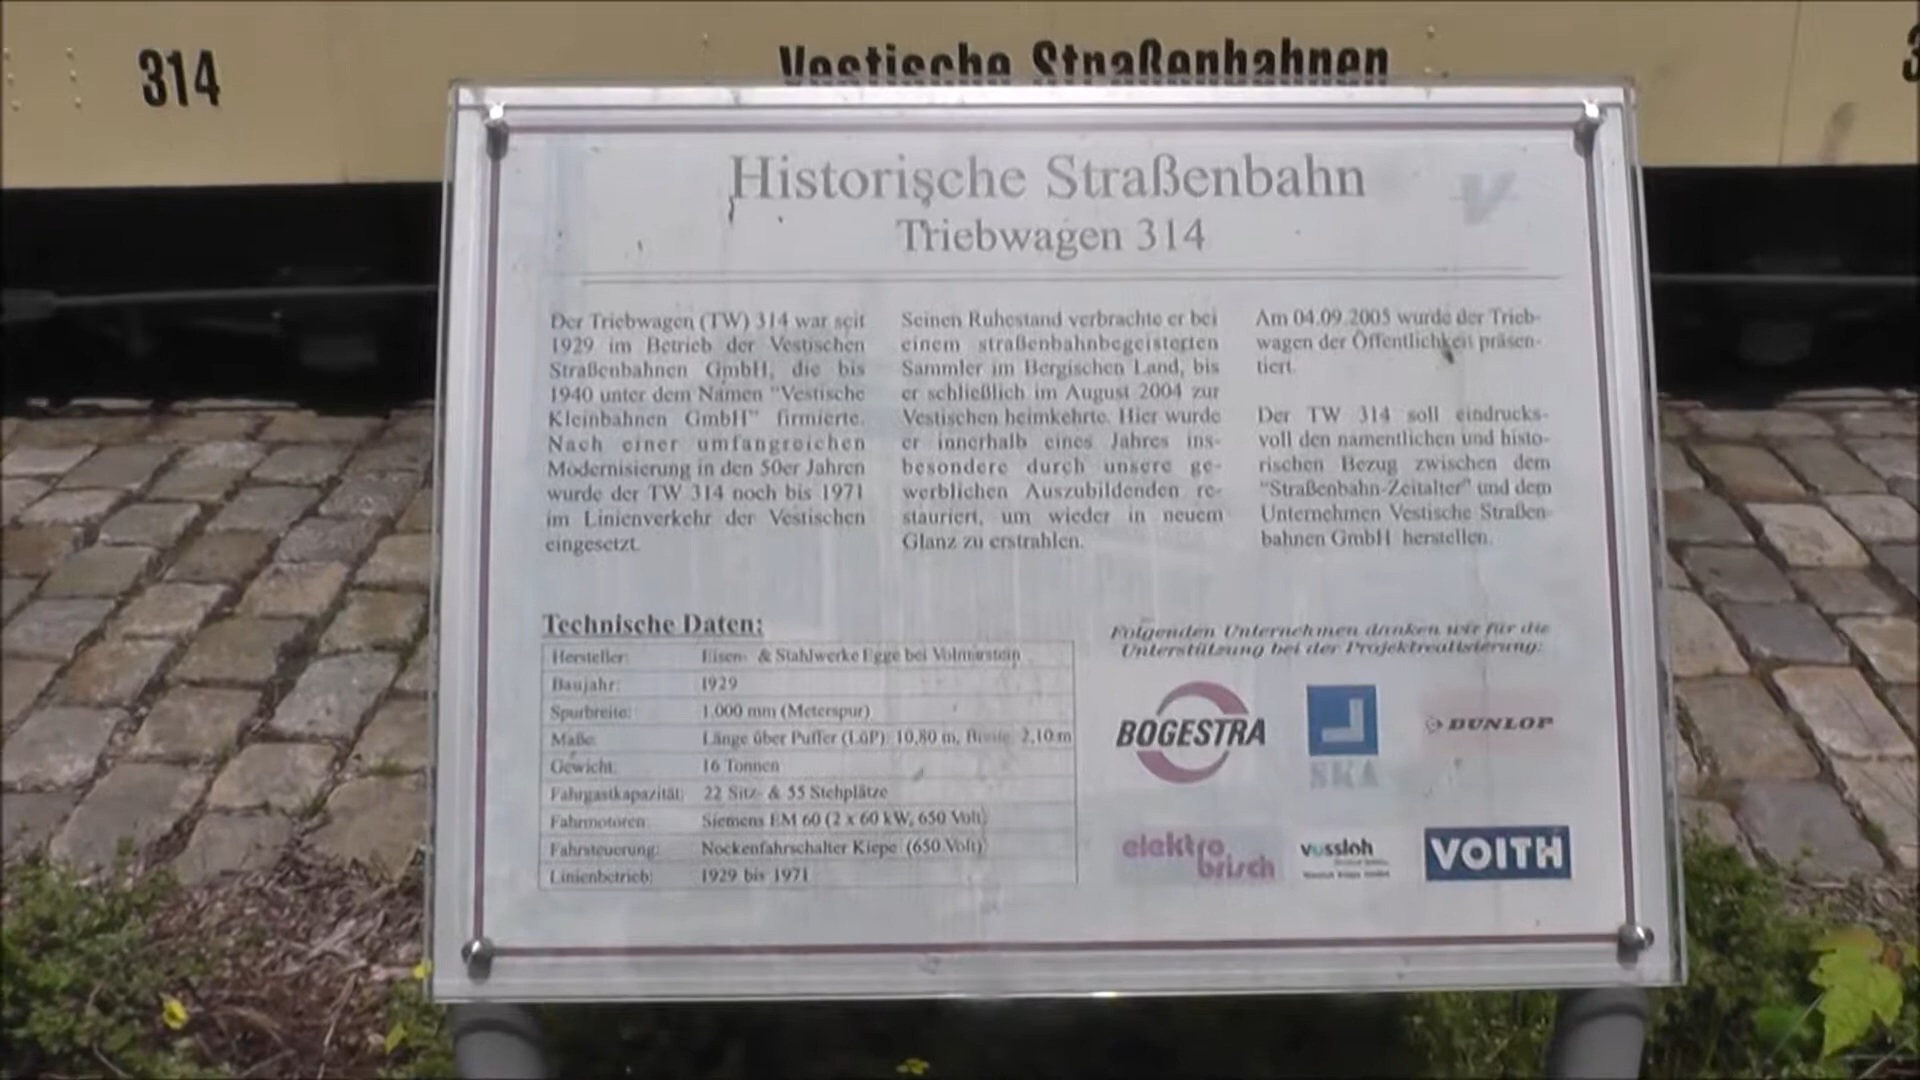 314
Vestische Straßenbahnen
Historische Straßenbahn
Triebwagen 314
Der Triebwagen (TW) 314 war seit
1929 im Betrieb der Vestischen
Straßenbahnen GmbH, die bis
1940 unter dem Namen "Vestische
Kleinbahnen GmbH" firmierte.
Nach einer umfangreichen
Modernisierung in den 50er Jahren
wurde der TW 314 noch bis 1971
im Linienverkehr der Vestischen
eingesetzt.
Seinen Ruhestand verbrachte er bei
einem straßenbahnbegeisterten
Sammler im Bergischen Land, bis
er schließlich im August 2004 zur
Vestischen heimkehrte. Hier wurde
er innerhalb eines Jahres ins-
besondere durch unsere ge-
werblichen Auszubildenden re-
stauriert, um wieder in neuem
Glanz zu erstrahlen.
Am 04.09.2005 wurde der Trieb-
wagen der Öffentlichkeit präsen-
tiert.
Der TW 314 soll eindrucks-
voll den namentlichen und histo-
rischen Bezug zwischen dem
"Straßenbahn-Zeitalter" und dem
Unternehmen Vestische Straßen-
bahnen GmbH herstellen.
Technische Daten:
Hersteller: Eisen- & Stahlwerke Egge bei Volmarstein
Baujahr: 1929
Spurbreite: 1.000 mm (Meterspur)
Maße: Länge über Puffer (LüP): 10,80 m, Breite: 2,10 m
Gewicht: 16 Tonnen
Fahrgastkapazität: 22 Sitz- & 55 Stehplätze
Fahrmotoren: Siemens EM 60 (2 x 60 kW, 650 Volt)
Fahrsteuerung: Nockenfahrschalter Kiepe (650 Volt)
Linienbetrieb: 1929 bis 1971
Folgenden Unternehmen danken wir für die
Unterstützung bei der Projektrealisierung:
BOGESTRA
SKA
DUNLOP
elektro
brisch
vossloh
VOITH